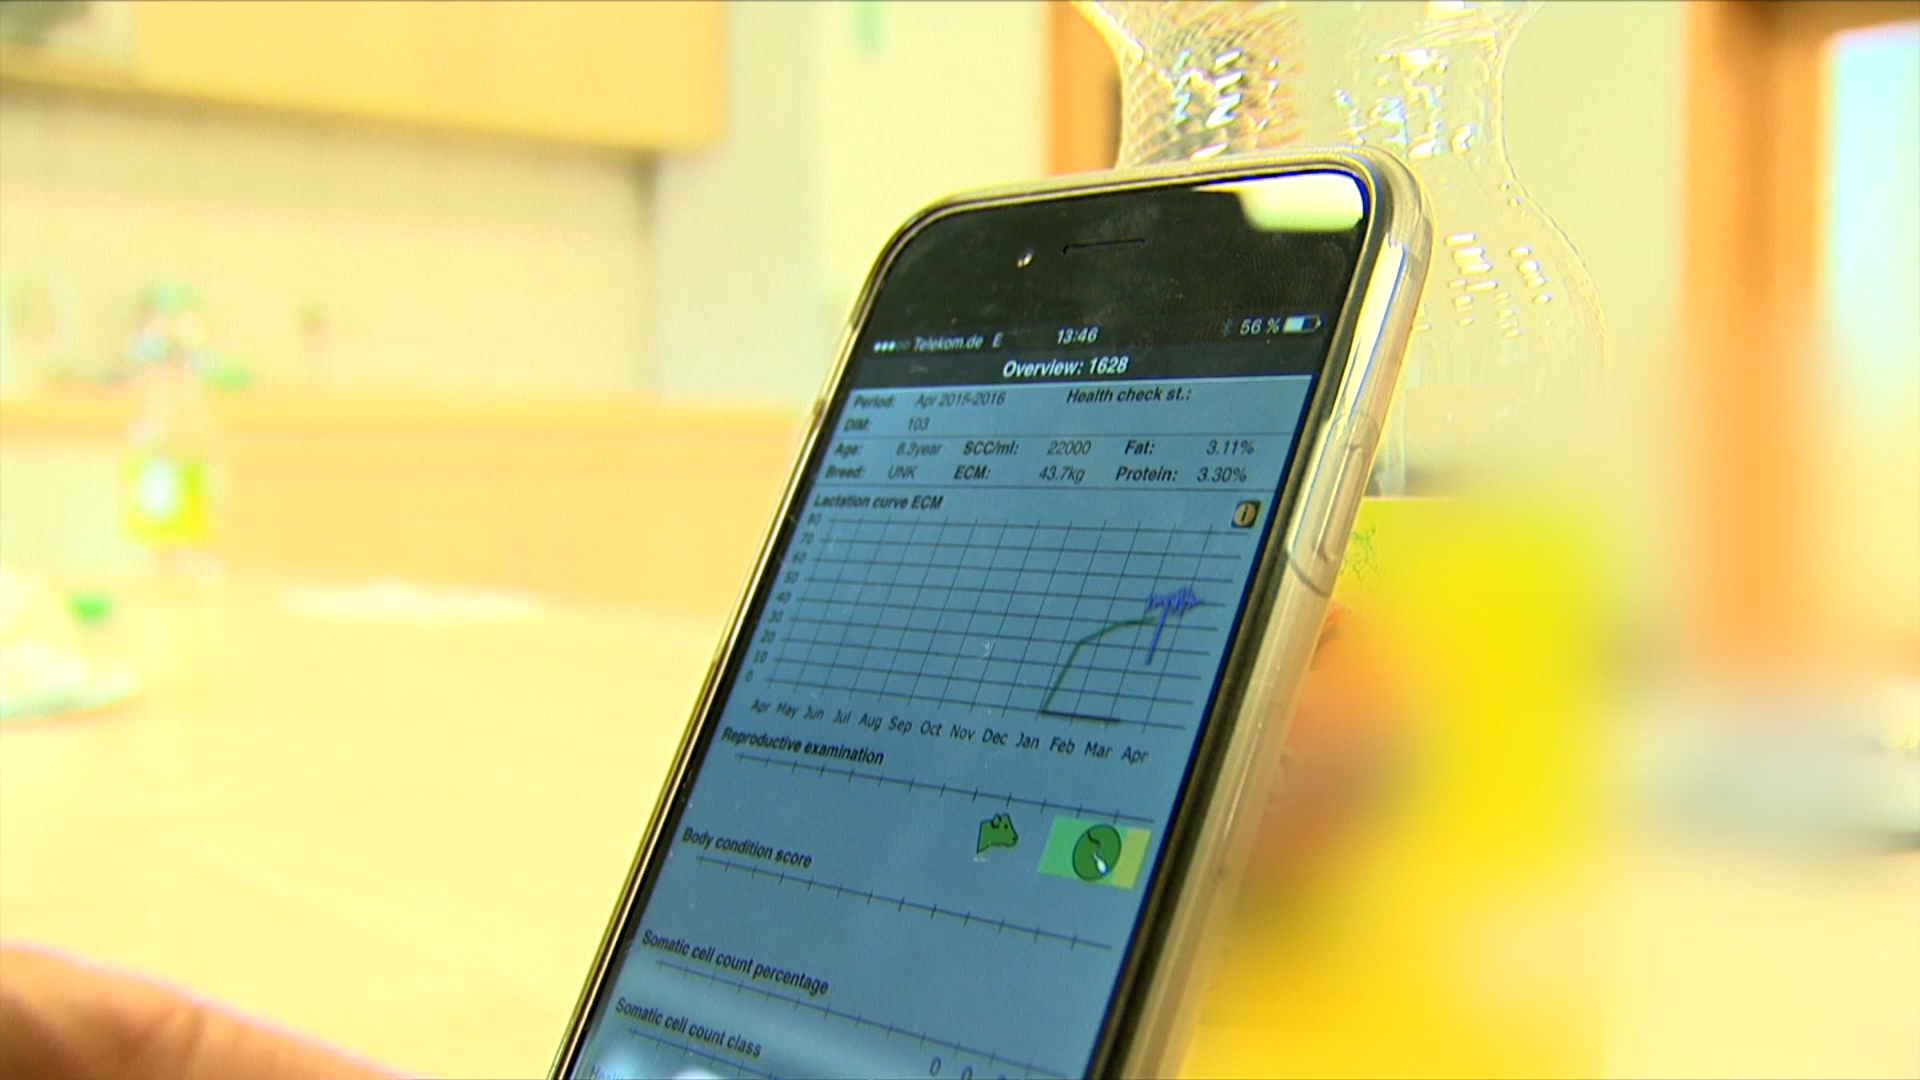 Telekom.de E 13:46 56 %
Overview: 1628
Period: Apr 2015-2016 Health check st.:
DIM: 103
Age: 6.3year SCC/ml: 22000 Fat: 3.11%
Breed: UNK ECM: 43.7kg Protein: 3.30%
Lactation curve ECM
80
70
60
50
40
30
20
10
0
Apr May Jun Jul Aug Sep Oct Nov Dec Jan Feb Mar Apr
Reproductive examination
Body condition score
Somatic cell count percentage
Somatic cell count class
0 0